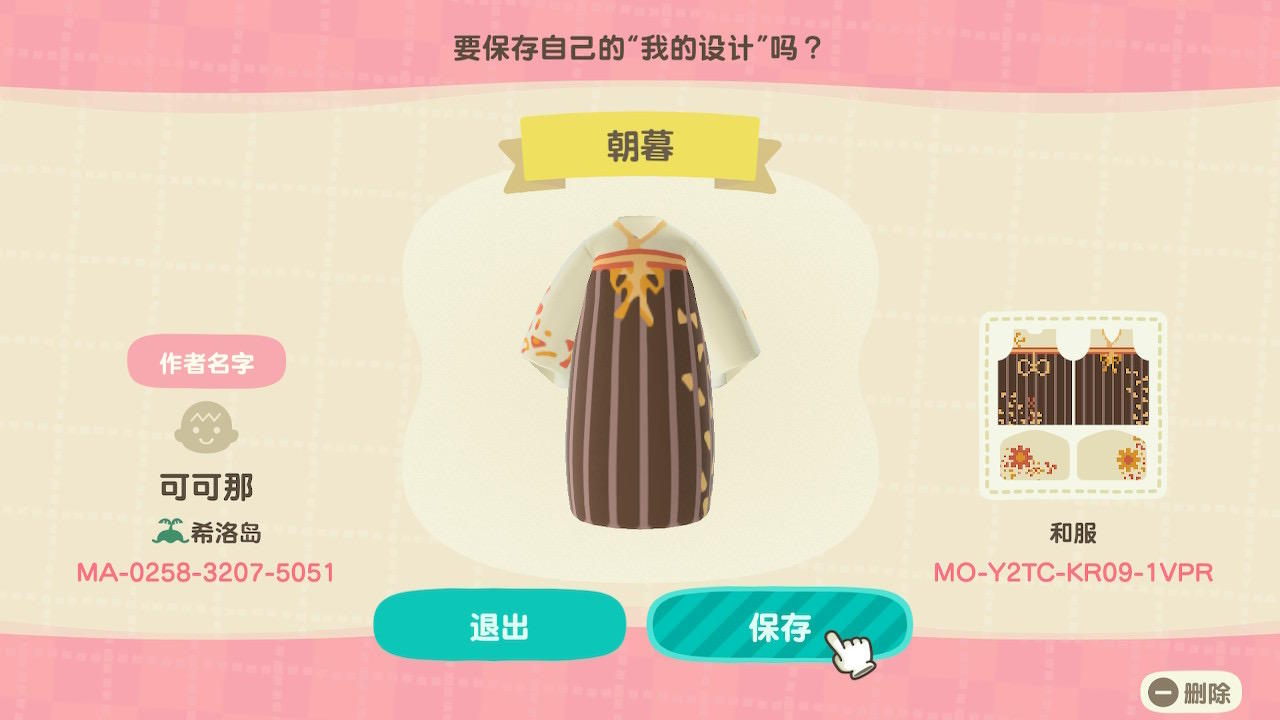 要保存自己的“我的设计”吗？
朝暮
作者名字
可可那
希洛岛
MA-0258-3207-5051
和服
MO-Y2TC-KR09-1VPR
退出
保存
删除